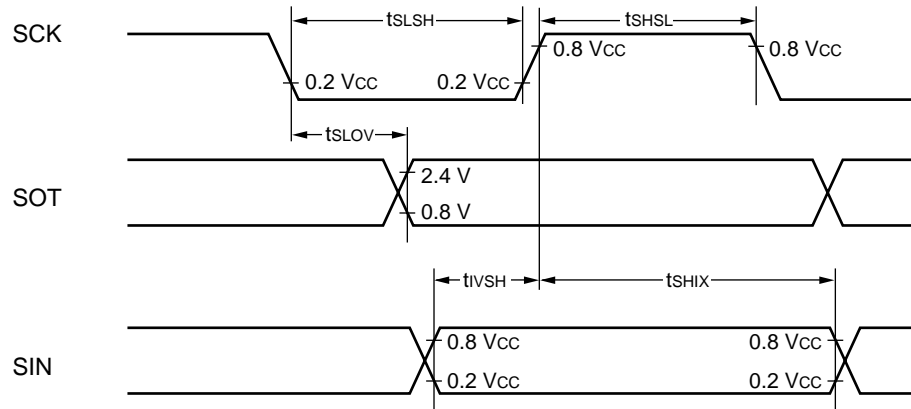 tSLSH
tSHSL
SCK
0.8 VCC
0.8 VCC
0.2 VCC
0.2 VCC
tSLOV
SOT
2.4 V
0.8 V
tIVSH
tSHIX
SIN
0.8 VCC
0.8 VCC
0.2 VCC
0.2 VCC